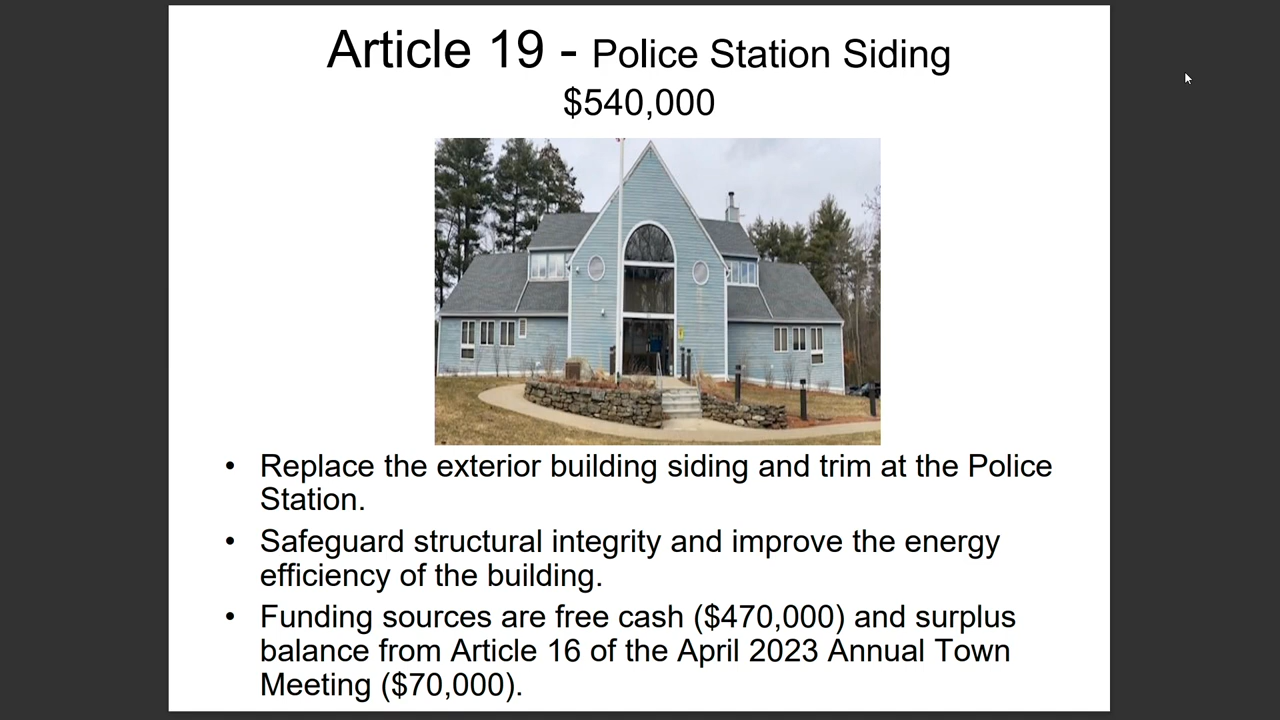 Article 19 - Police Station Siding
$540,000
• Replace the exterior building siding and trim at the Police
Station.
• Safeguard structural integrity and improve the energy
efficiency of the building.
• Funding sources are free cash ($470,000) and surplus
balance from Article 16 of the April 2023 Annual Town
Meeting ($70,000).